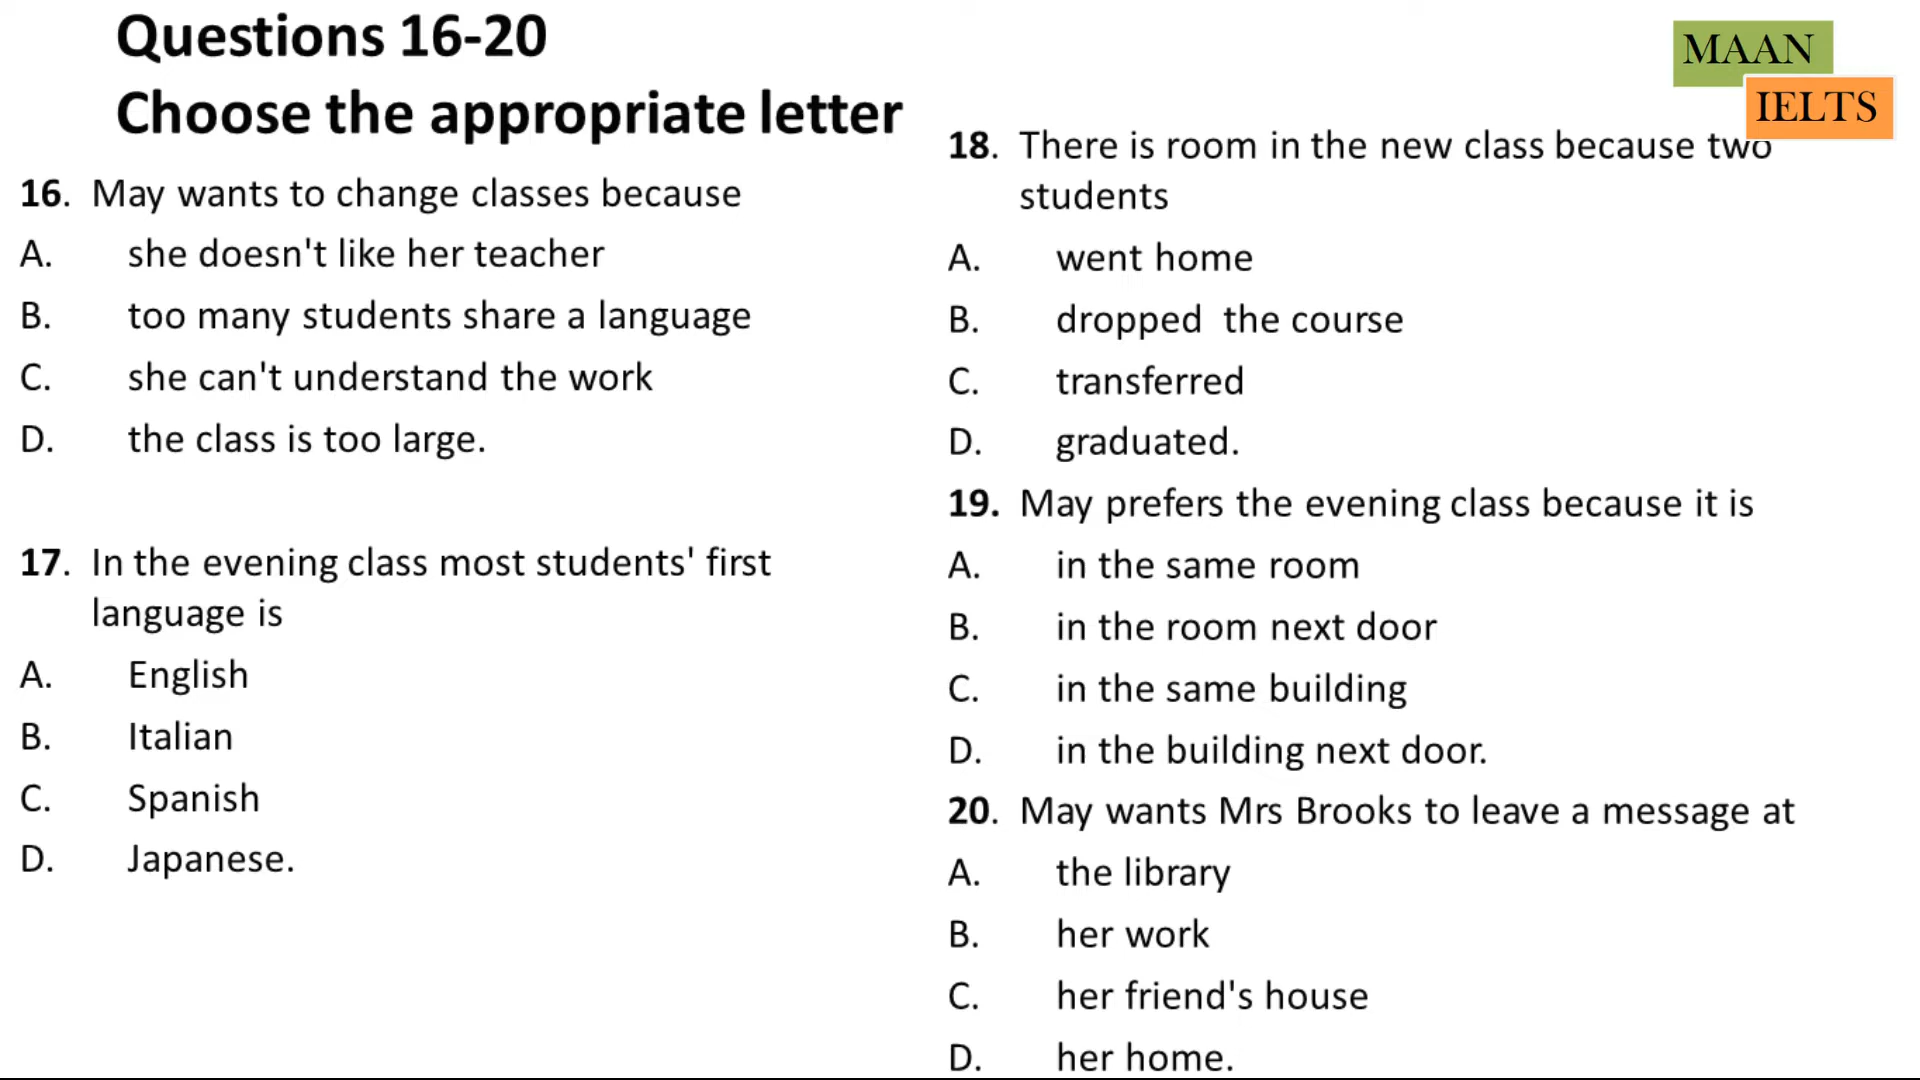 Questions 16-20
Choose the appropriate letter
16. May wants to change classes because
A. she doesn't like her teacher
B. too many students share a language
C. she can't understand the work
D. the class is too large.
17. In the evening class most students' first
language is
A. English
B. Italian
C. Spanish
D. Japanese.
MAAN
IELTS
18. There is room in the new class because two
students
A. went home
B. dropped the course
C. transferred
D. graduated.
19. May prefers the evening class because it is
A. in the same room
B. in the room next door
C. in the same building
D. in the building next door.
20. May wants Mrs Brooks to leave a message at
A. the library
B. her work
C. her friend's house
D. her home.